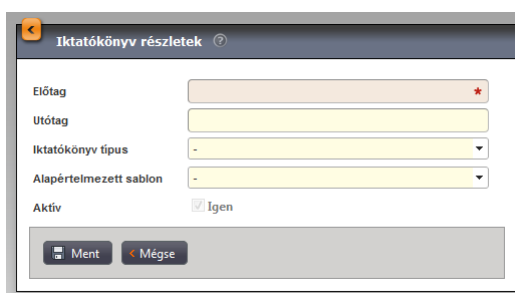 Iktatókönyv részletek ?
Előtag *
Utótag
Iktatókönyv típus -
Alapértelmezett sablon -
Aktív Igen
Ment < Mégse